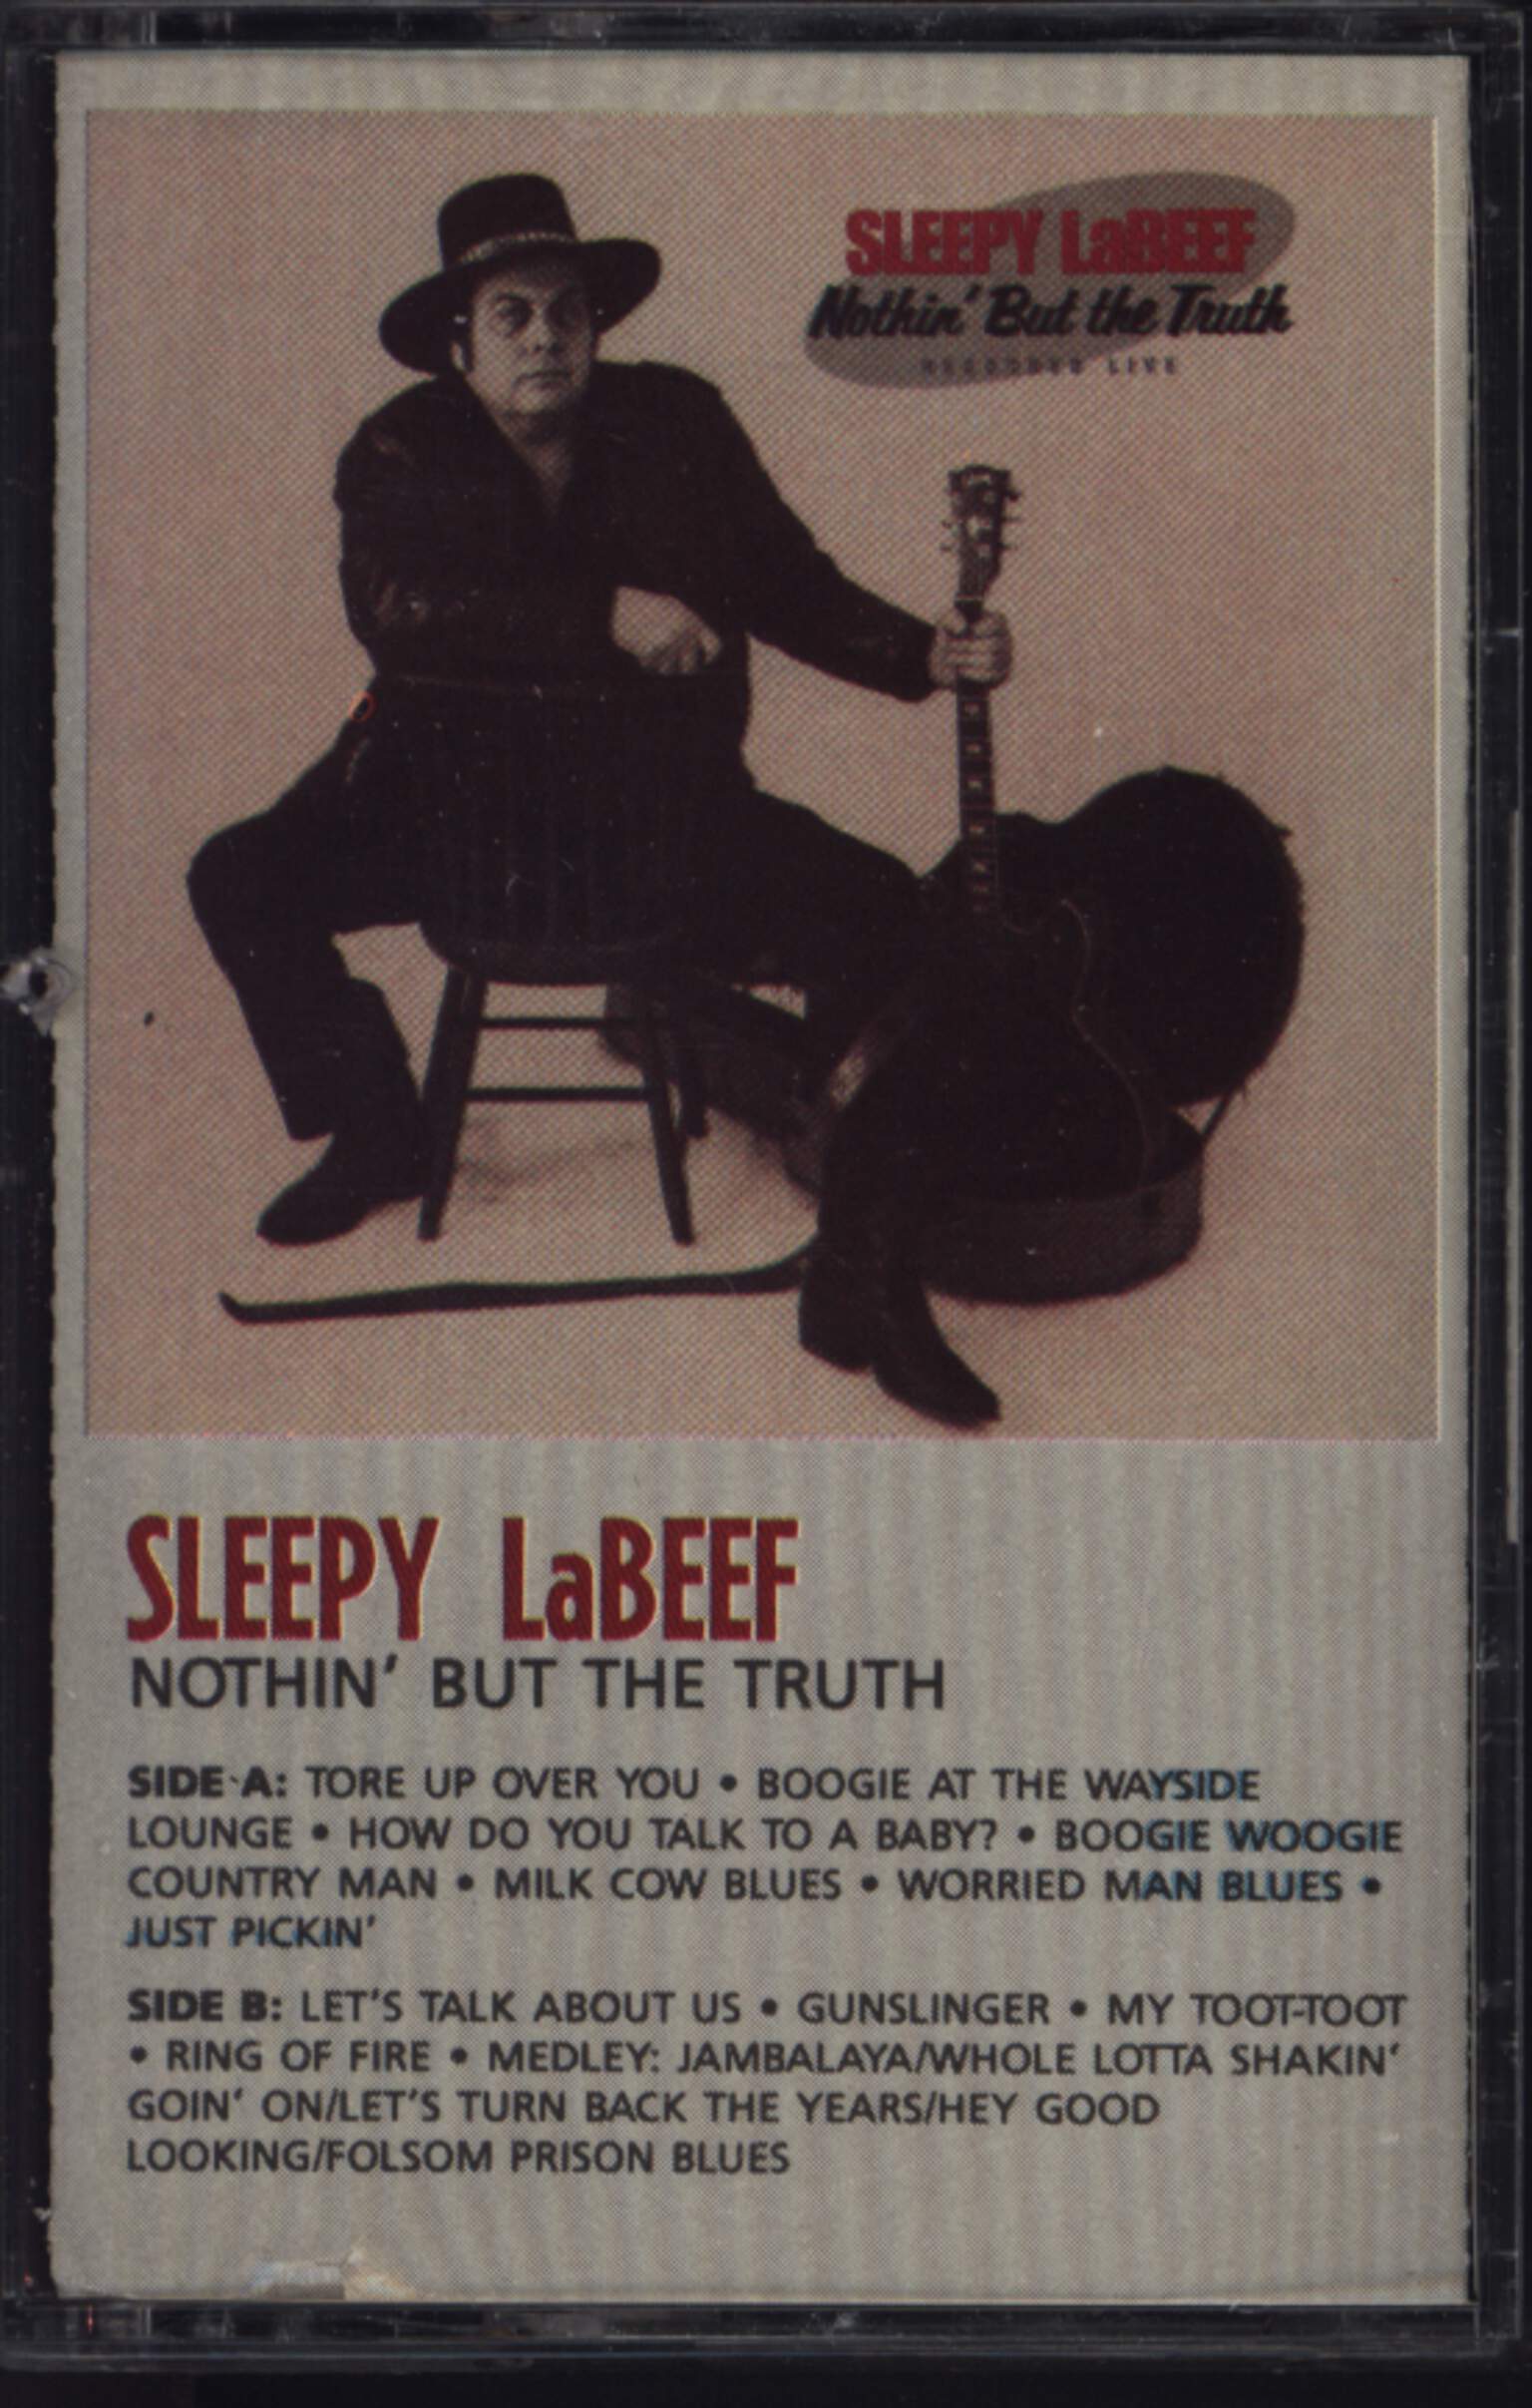 SLEEPY LaBEEF
Nothin' But the Truth
RECORDED LIVE
SLEEPY LaBEEF
NOTHIN' BUT THE TRUTH
SIDE A: TORE UP OVER YOU • BOOGIE AT THE WAYSIDE
LOUNGE • HOW DO YOU TALK TO A BABY? • BOOGIE WOOGIE
COUNTRY MAN • MILK COW BLUES • WORRIED MAN BLUES •
JUST PICKIN'
SIDE B: LET'S TALK ABOUT US • GUNSLINGER • MY TOOT-TOOT
• RING OF FIRE • MEDLEY: JAMBALAYA/WHOLE LOTTA SHAKIN'
GOIN' ON/LET'S TURN BACK THE YEARS/HEY GOOD
LOOKING/FOLSOM PRISON BLUES